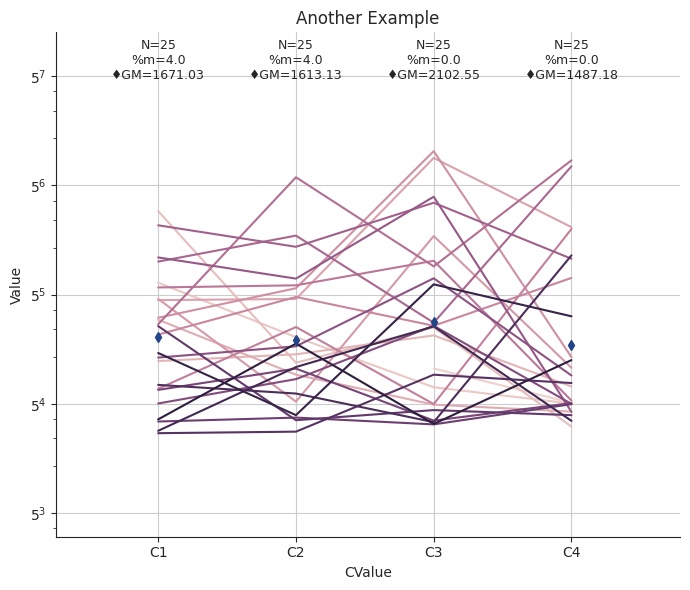 Another Example
N=25 N=25 N=25 N=25
%m=4.0 %m=4.0 %m=0.0 %m=0.0
♦GM=1671.03 ♦GM=1613.13 ♦GM=2102.55 ♦GM=1487.18
5⁷
5⁶
5⁵
5⁴
5³
Value
C1 C2 C3 C4
CValue